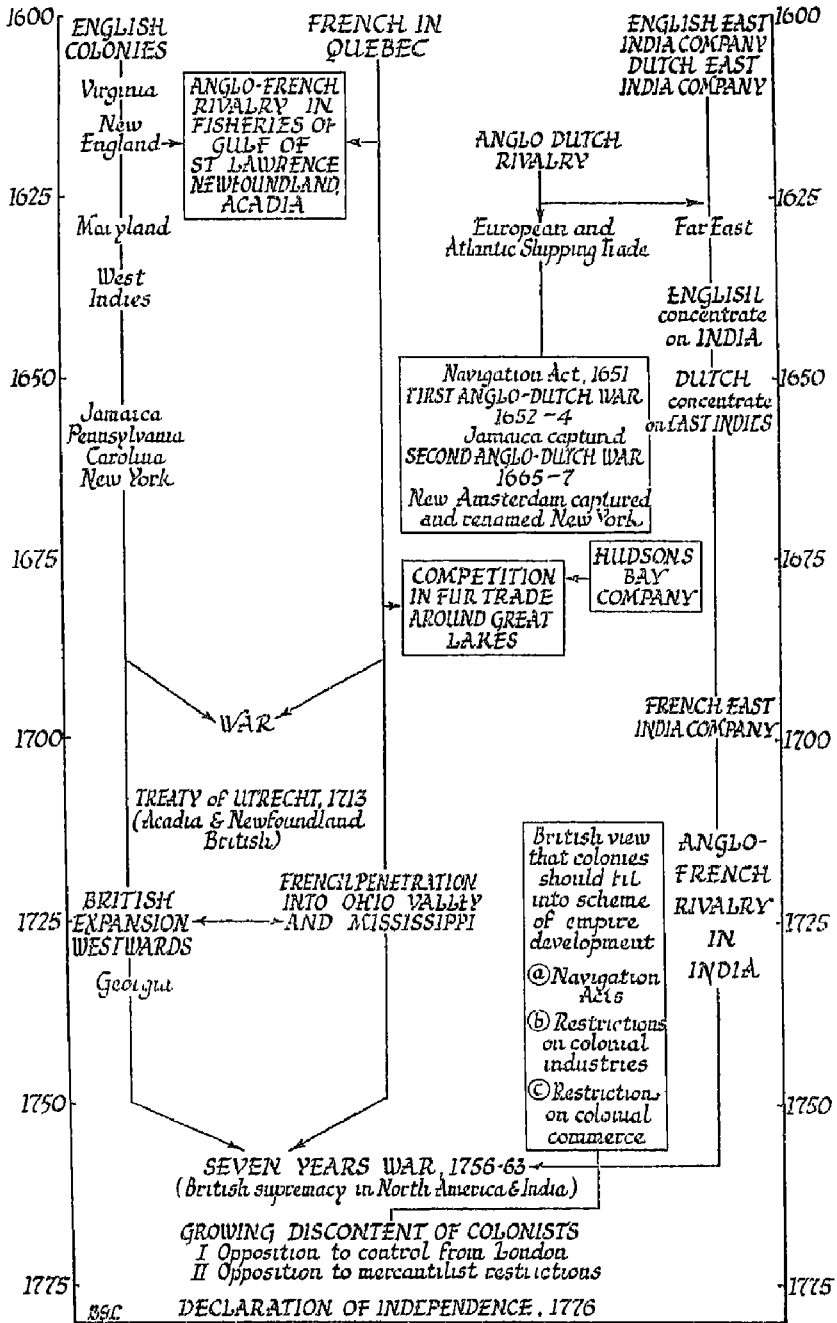 1600
ENGLISH
COLONIES
Virginia
New
England
ANGLO-FRENCH
RIVALRY IN
FISHERIES OF
GULF OF
ST LAWRENCE
NEWFOUNDLAND,
ACADIA
FRENCH IN
QUEBEC
ENGLISH EAST
INDIA COMPANY
DUTCH EAST
INDIA COMPANY
1600
ANGLO DUTCH
RIVALRY
1625
1625
Maryland
European and
Atlantic Shipping Trade
Far East
West
Indies
ENGLISH
concentrate
on INDIA
1650
1650
Navigation Act, 1651
FIRST ANGLO-DUTCH WAR
1652-4
Jamaica captured
SECOND ANGLO-DUTCH WAR
1665-7
New Amsterdam captured
and renamed New York
DUTCH
concentrate
on EAST INDIES
Jamaica
Pennsylvania
Carolina
New York
1675
1675
COMPETITION
IN FUR TRADE
AROUND GREAT
LAKES
HUDSONS
BAY
COMPANY
WAR
FRENCH EAST
INDIA COMPANY
1700
1700
TREATY of UTRECHT, 1713
(Acadia & Newfoundland
British)
BRITISH
EXPANSION
WESTWARDS
Georgia
FRENCH PENETRATION
INTO OHIO VALLEY
AND MISSISSIPPI
1725
1725
British view
that colonies
should fit
into scheme
of empire
development
(a) Navigation
Acts
(b) Restrictions
on colonial
industries
(c) Restrictions
on colonial
commerce
ANGLO-
FRENCH
RIVALRY
IN
INDIA
1750
1750
SEVEN YEARS WAR, 1756-63
(British supremacy in North America & India)
GROWING DISCONTENT OF COLONISTS
I Opposition to control from London
II Opposition to mercantilist restrictions
1775
1775
DECLARATION OF INDEPENDENCE, 1776